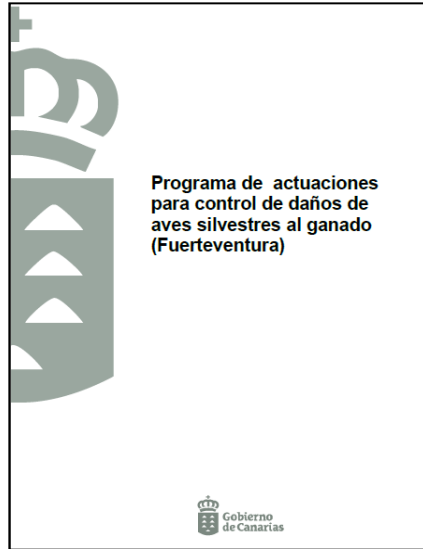 Programa de actuaciones
para control de daños de
aves silvestres al ganado
(Fuerteventura)
Gobierno
de Canarias